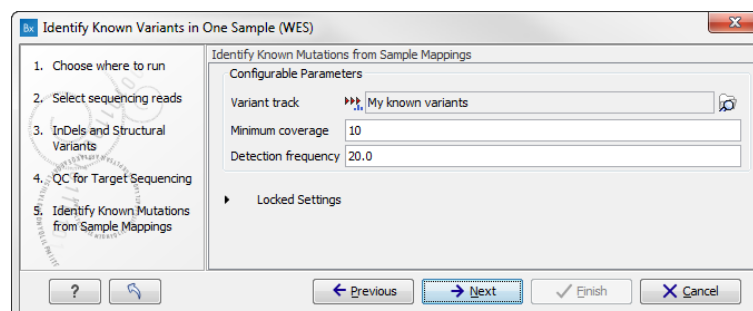 Bx Identify Known Variants in One Sample (WES) X
1. Choose where to run
2. Select sequencing reads
3. InDels and Structural
Variants
4. QC for Target Sequencing
5. Identify Known Mutations
from Sample Mappings
Identify Known Mutations from Sample Mappings
Configurable Parameters
Variant track My known variants
Minimum coverage 10
Detection frequency 20.0
Locked Settings
? Previous Next Finish Cancel